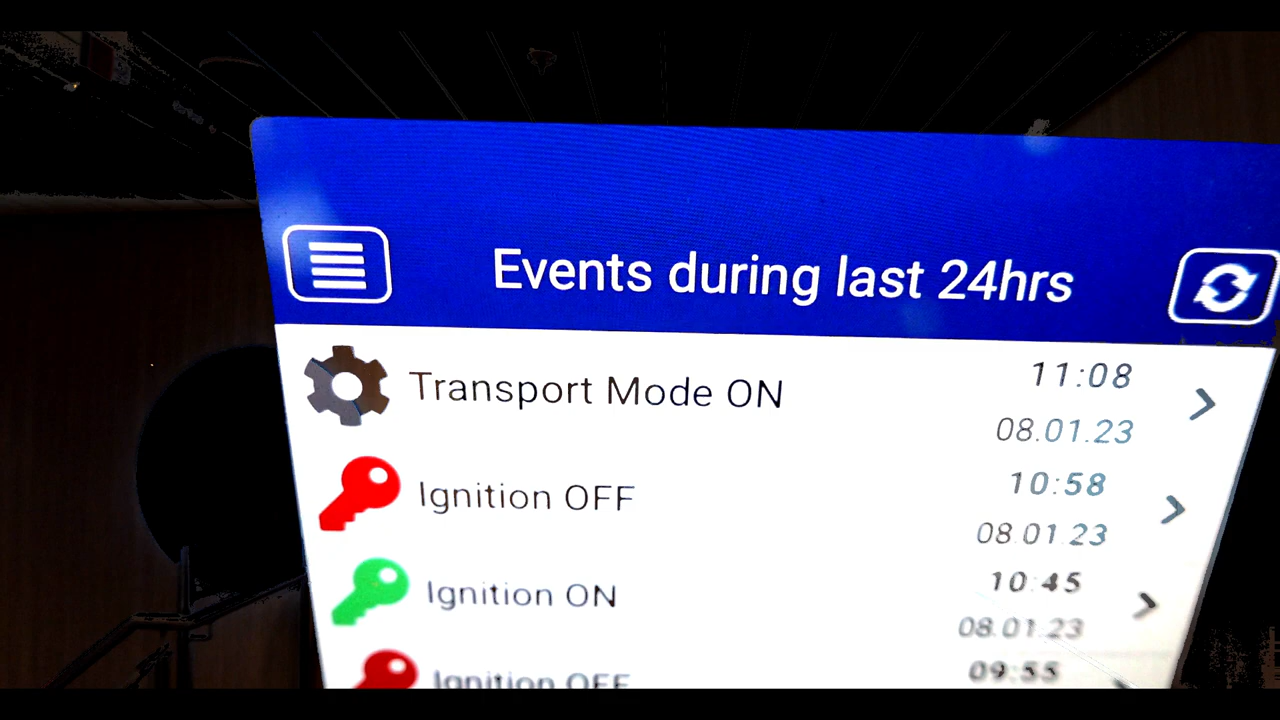 Events during last 24hrs
Transport Mode ON
11:08
08.01.23
Ignition OFF
10:58
08.01.23
Ignition ON
10:45
08.01.23
Ignition OFF
09:55